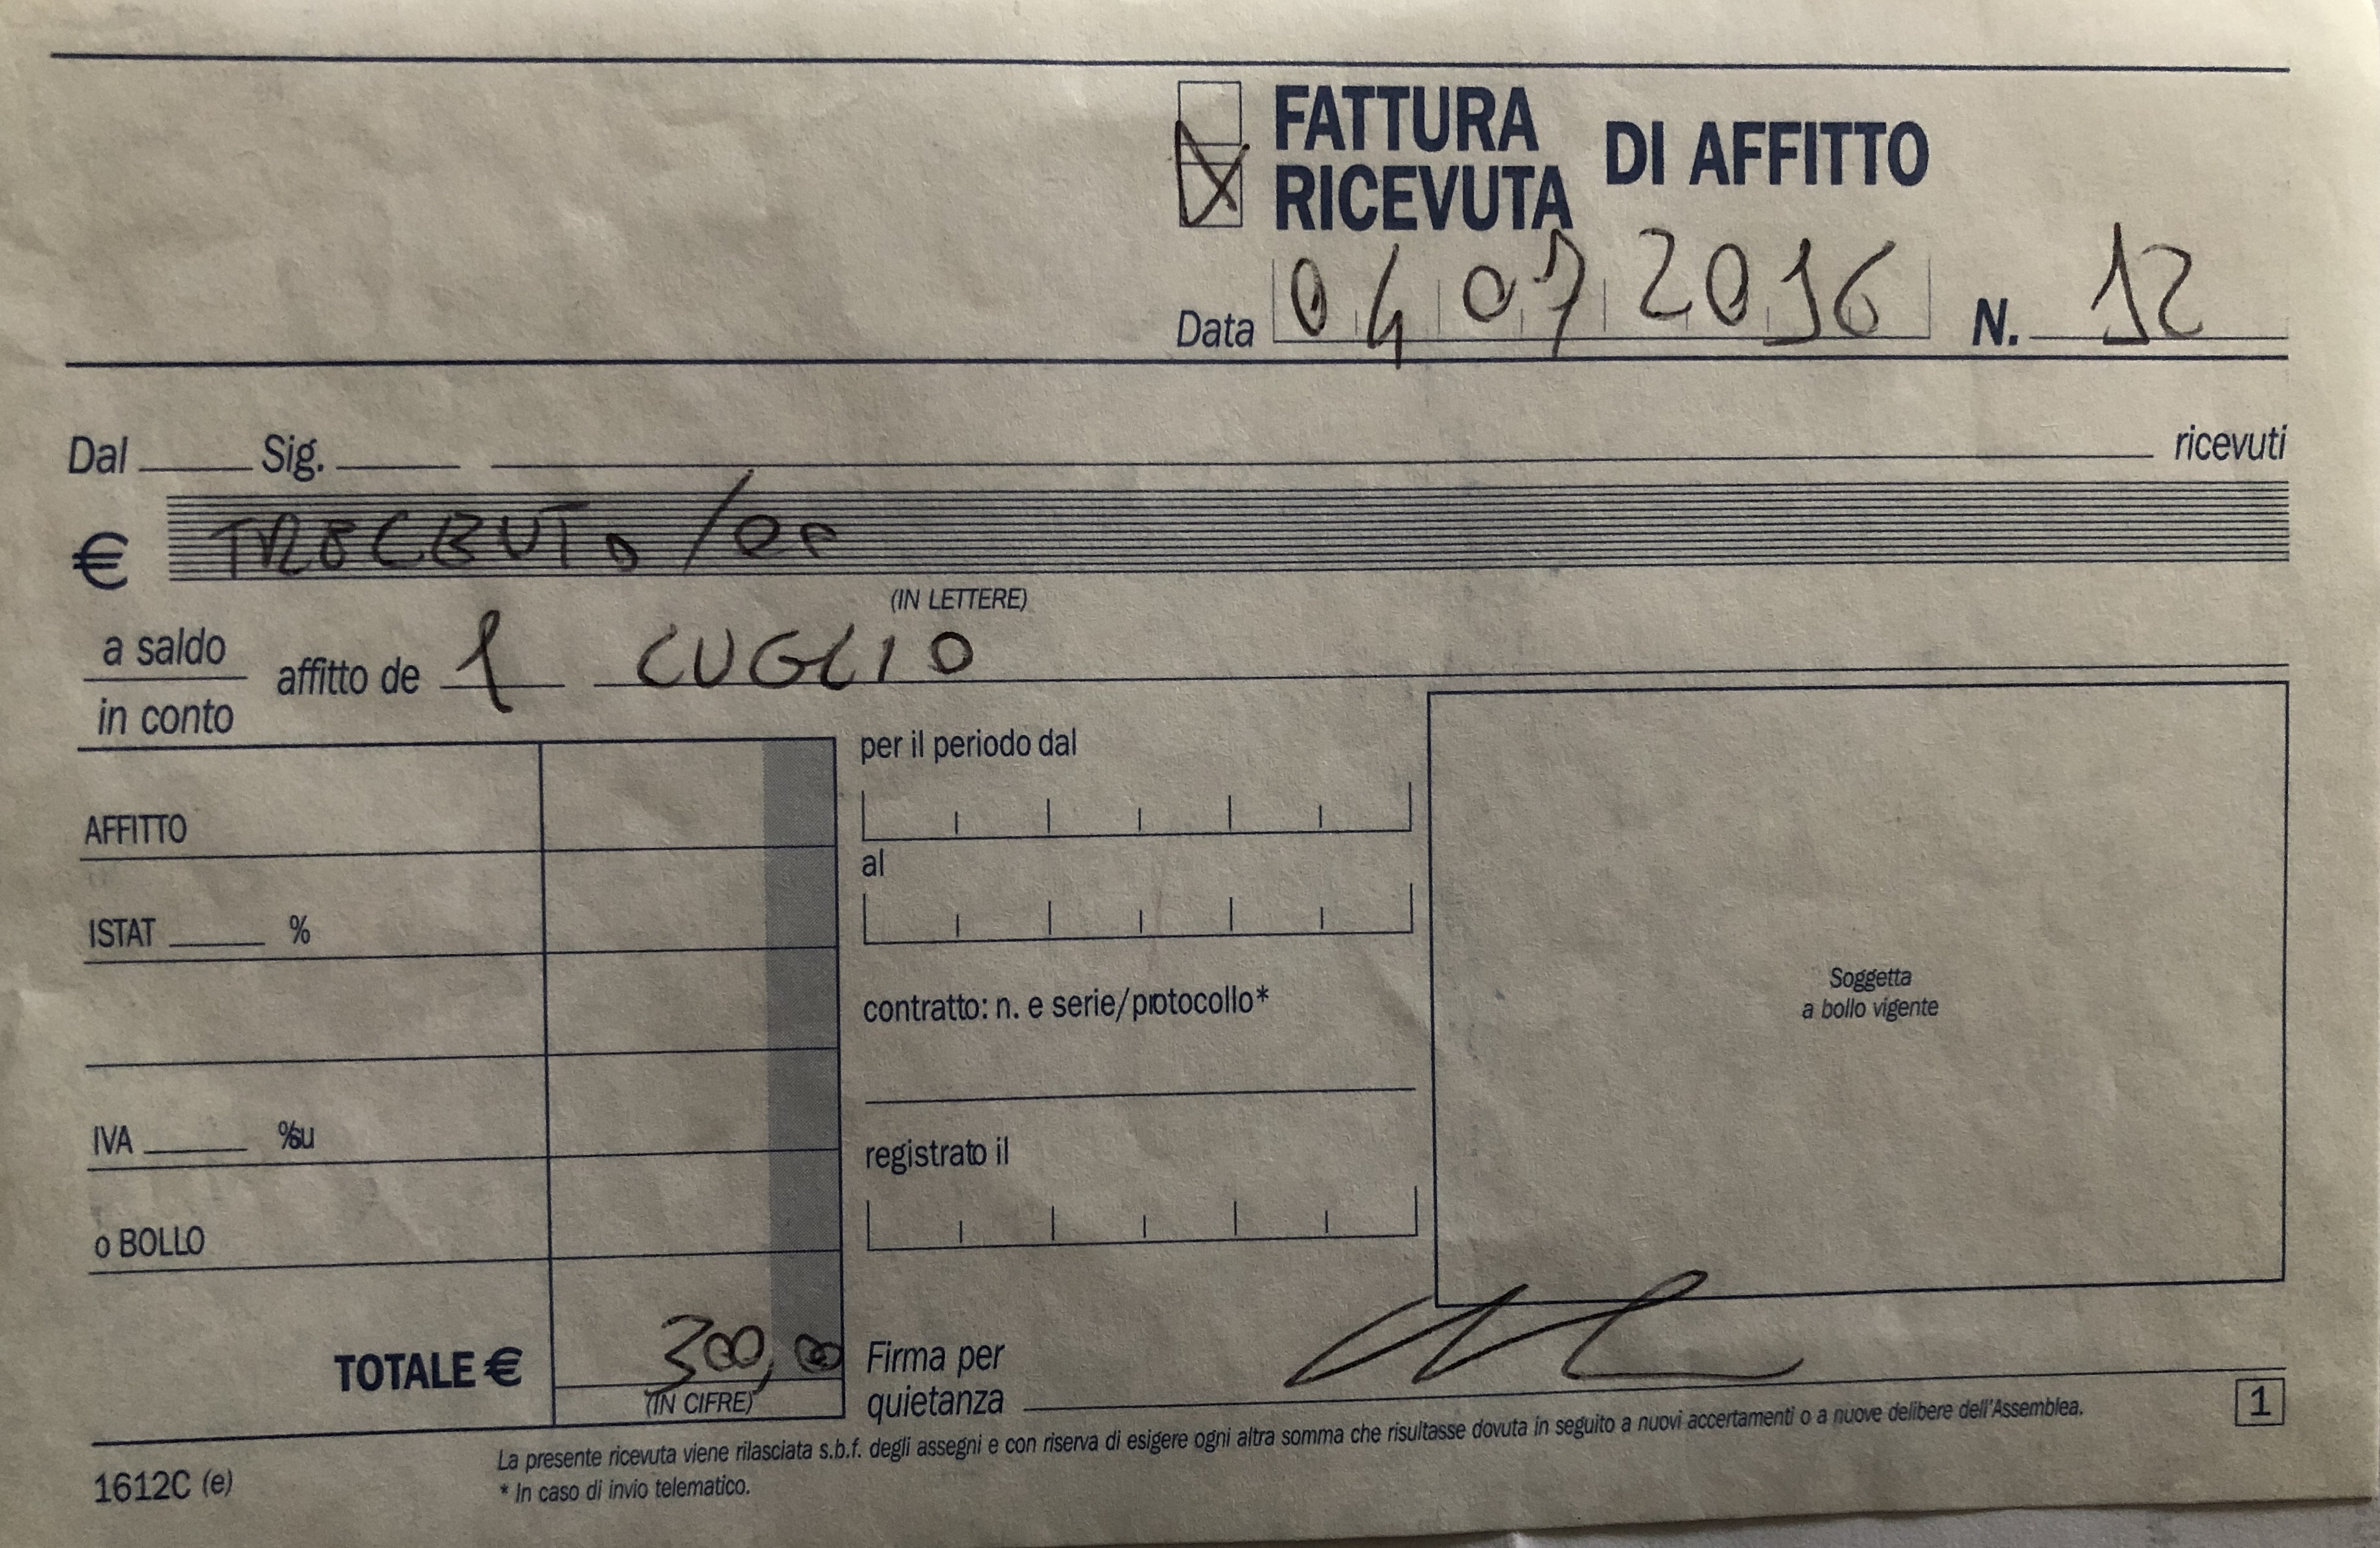 FATTURA
RICEVUTA DI AFFITTO
Data 04 07 2016 N. 12
Dal Sig. ricevuti
€ TRECENTO/00
(IN LETTERE)
a saldo
in conto
affitto de l LUGLIO
per il periodo dal
AFFITTO
al
ISTAT %
Soggetta
a bollo vigente
contratto: n. e serie/protocollo*
IVA %su
registrato il
o BOLLO
TOTALE € 300,00
(IN CIFRE)
Firma per
quietanza
1
La presente ricevuta viene rilasciata s.b.f. degli assegni e con riserva di esigere ogni altra somma che risultasse dovuta in seguito a nuovi accertamenti o a nuove delibere dell'Assemblea.
1612C (e)
* In caso di invio telematico.